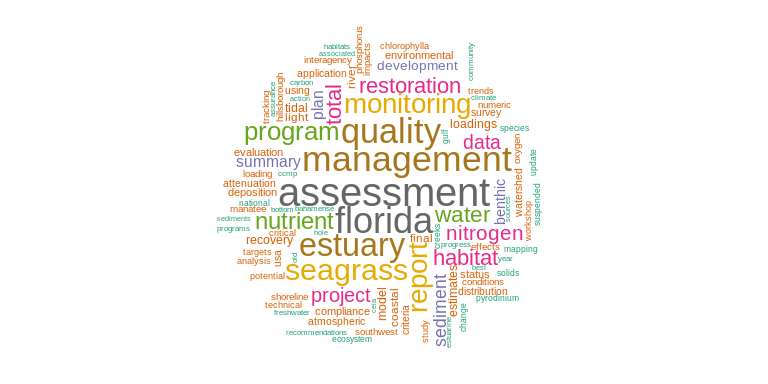 habitats
associated
phosphorus
impacts
chlorophylla
environmental
community
interagency
development
application
river
carbon
using
action
plan
total
restoration
trends
climate
numeric
tracking
assurance
hillsborough
tidal
light
monitoring
survey
loadings
species
program
quality
gulf
data
oxygen
update
evaluation
summary
management
loading
ccmp
attenuation
deposition
national
assessment
benthic
sources
watershed
suspended
manatee
bottom
bahamense
sediments
programs
nutrient
florida
water
workshop
critical
hole
creeks
nitrogen
recovery
estuary
final
progress
effects
mapping
targets
analysis
usa
old
seagrass
report
habitat
best
year
potential
status
solids
conditions
estimates
distribution
pyrodinium
shoreline
technical
freshwater
project
ceia
model
coastal
compliance
atmospheric
criteria
sediment
change
recommendations
southwest
ecosystem
study
estuarine